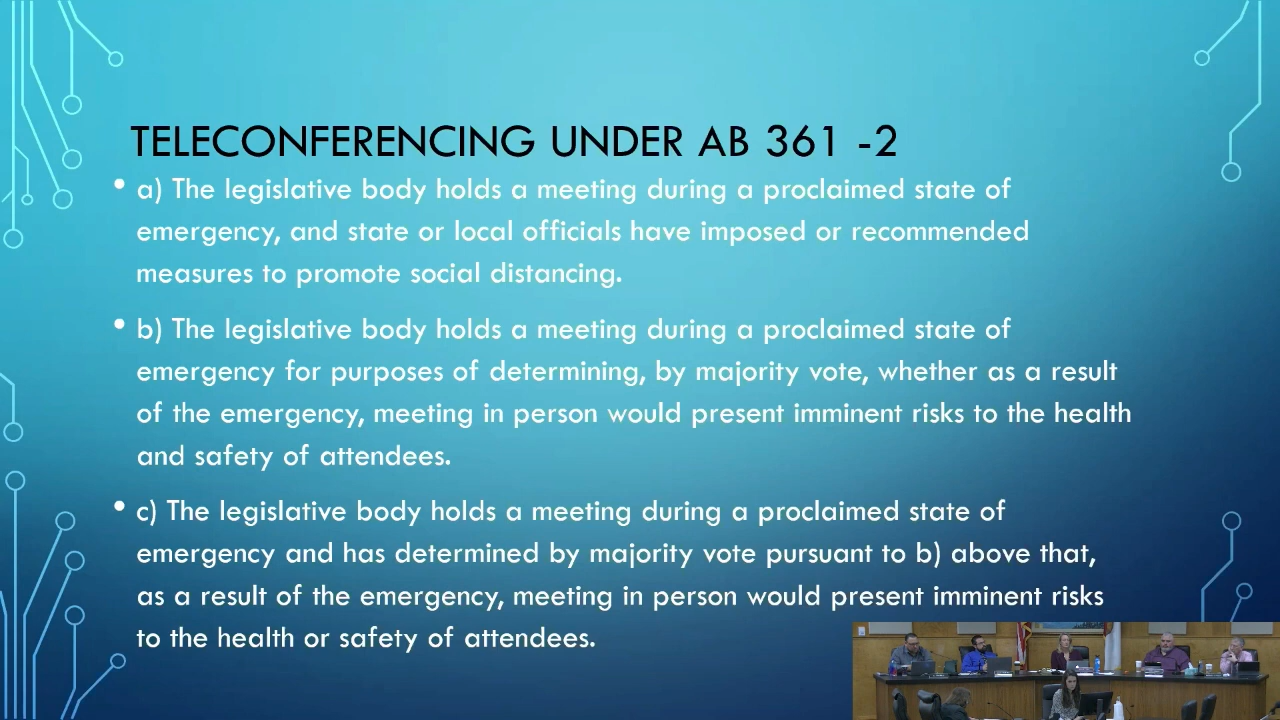 TELECONFERENCING UNDER AB 361 -2
• a) The legislative body holds a meeting during a proclaimed state of
emergency, and state or local officials have imposed or recommended
measures to promote social distancing.
• b) The legislative body holds a meeting during a proclaimed state of
emergency for purposes of determining, by majority vote, whether as a result
of the emergency, meeting in person would present imminent risks to the health
and safety of attendees.
• c) The legislative body holds a meeting during a proclaimed state of
emergency and has determined by majority vote pursuant to b) above that,
as a result of the emergency, meeting in person would present imminent risks
to the health or safety of attendees.